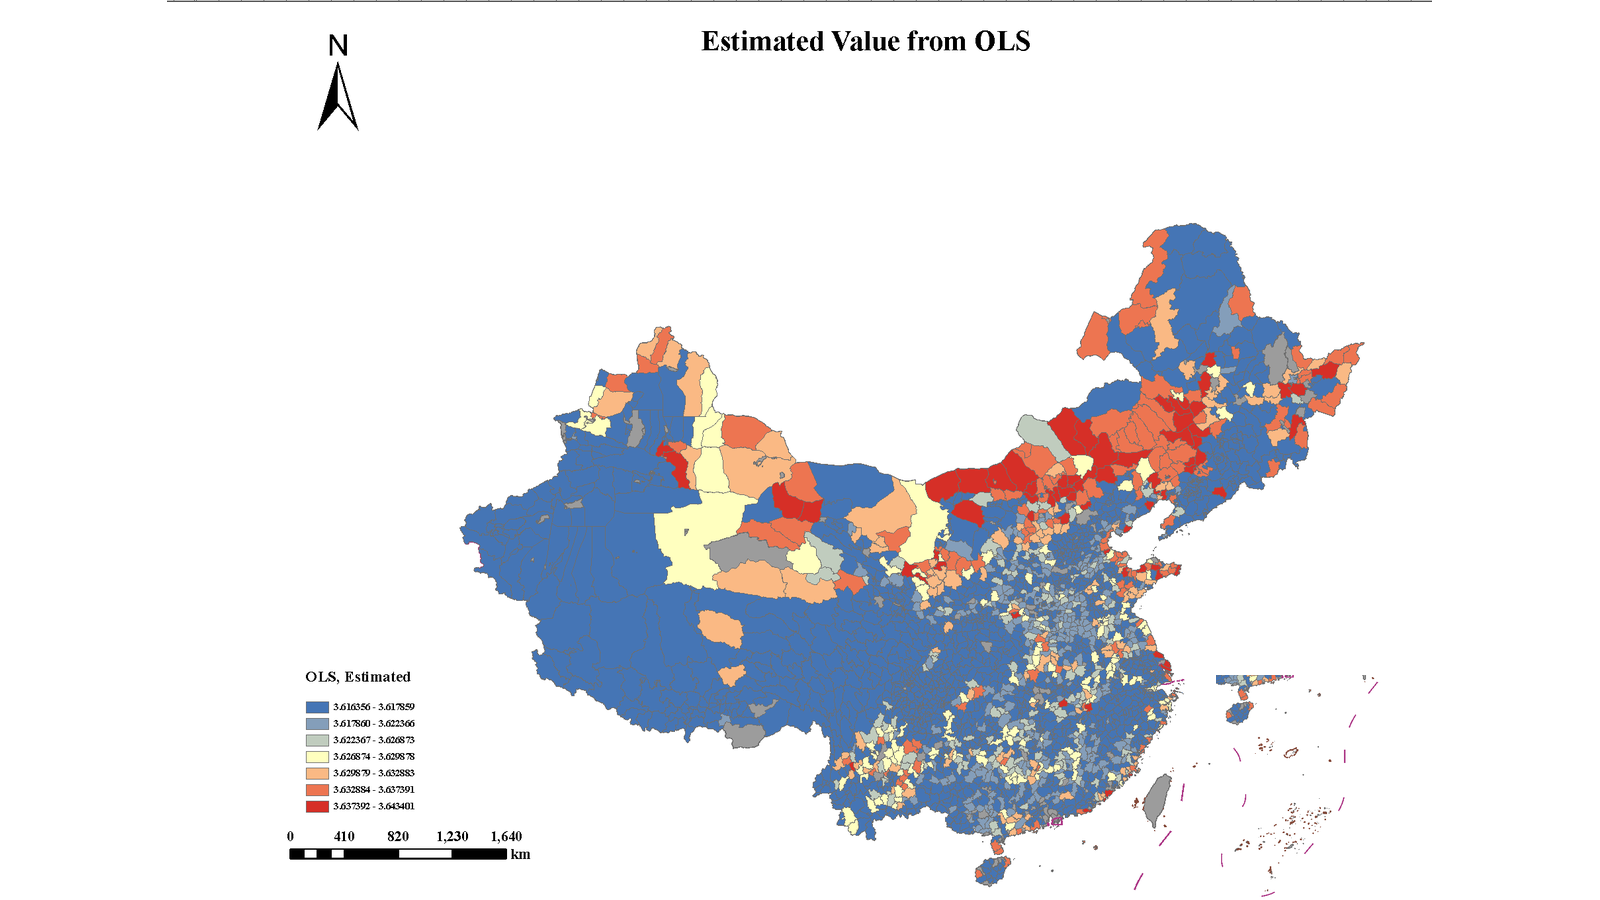 Estimated Value from OLS
N
OLS, Estimated
3.616356 - 3.617859
3.617860 - 3.622366
3.622367 - 3.626873
3.626874 - 3.629878
3.629879 - 3.632883
3.632884 - 3.637391
3.637392 - 3.643401
0 410 820 1,230 1,640
km